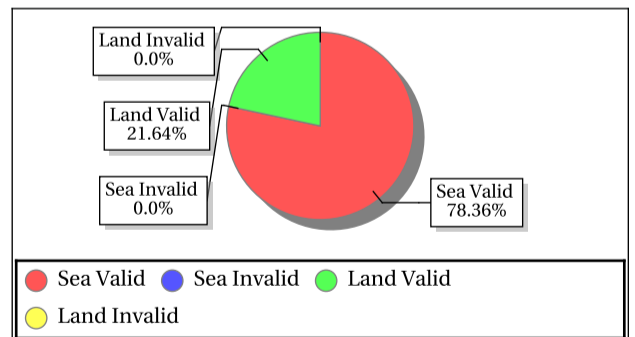 Land Invalid
0.0%
Land Valid
21.64%
Sea Invalid
0.0%
Sea Valid
78.36%
Sea Valid Sea Invalid Land Valid
Land Invalid